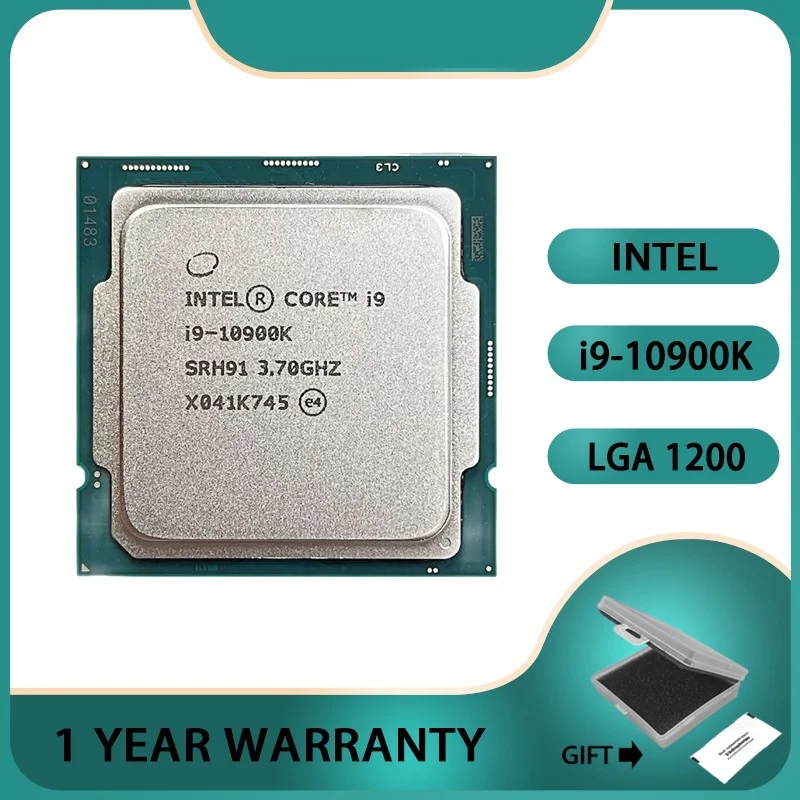 01483
CL3
INTEL® CORE™ i9
i9-10900K
SRH91 3.70GHZ
X041K745 e4
INTEL
i9-10900K
LGA 1200
1 YEAR WARRANTY
GIFT